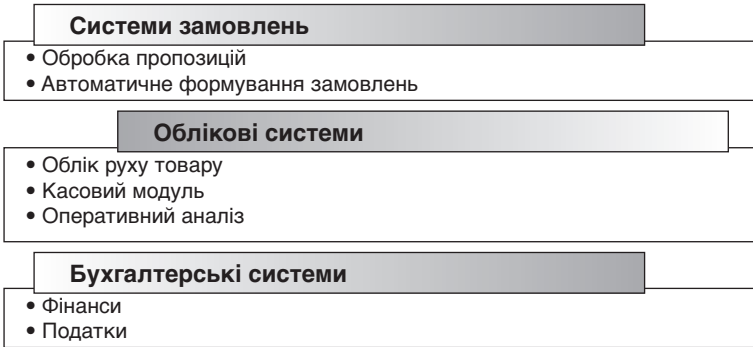 Системи замовлень
• Обробка пропозицій
• Автоматичне формування замовлень
Облікові системи
• Облік руху товару
• Касовий модуль
• Оперативний аналіз
Бухгалтерські системи
• Фінанси
• Податки